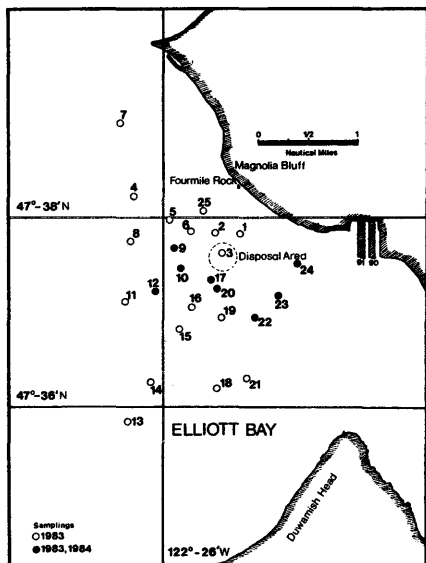 7
0 1/2 1
Nautical Miles
Magnolia Bluff
Fourmile Rock
4
25
47°-38'N
5
6
2
1
8
9
3
Disposal Area
24
10
17
12
20
23
11
16
19
22
15
14
18
21
47°-36'N
13
ELLIOTT BAY
Duwamish Head
Samplings
1983
1983, 1984
122°-26'W
91
90